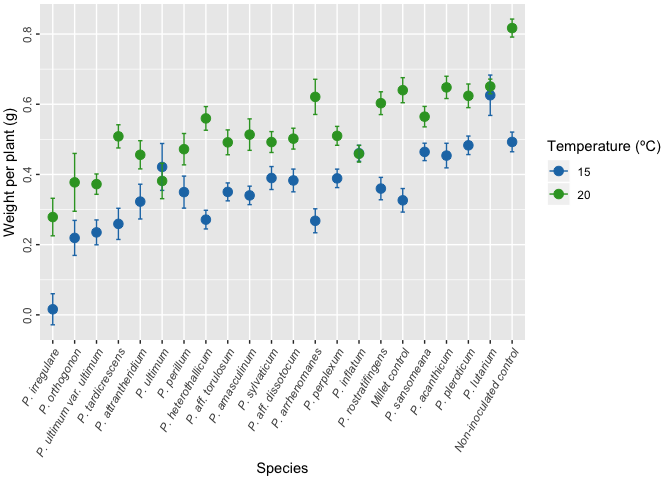 0.8
0.6
0.4
0.2
0.0
Weight per plant (g)
P. irregulare
P. orthogonon
P. ultimum var. ultimum
P. tardicrescens
P. attrantheridium
P. ultimum
P. perillum
P. heterothallicum
P. aff. torulosum
P. amasculinum
P. sylvaticum
P. aff. dissotocum
P. arrhenomanes
P. perplexum
P. inflatum
P. rostratifingens
Millet control
P. sansomeana
P. acanthicum
P. pleroticum
P. lutarium
Non-inoculated control
Species
Temperature (ºC)
15
20